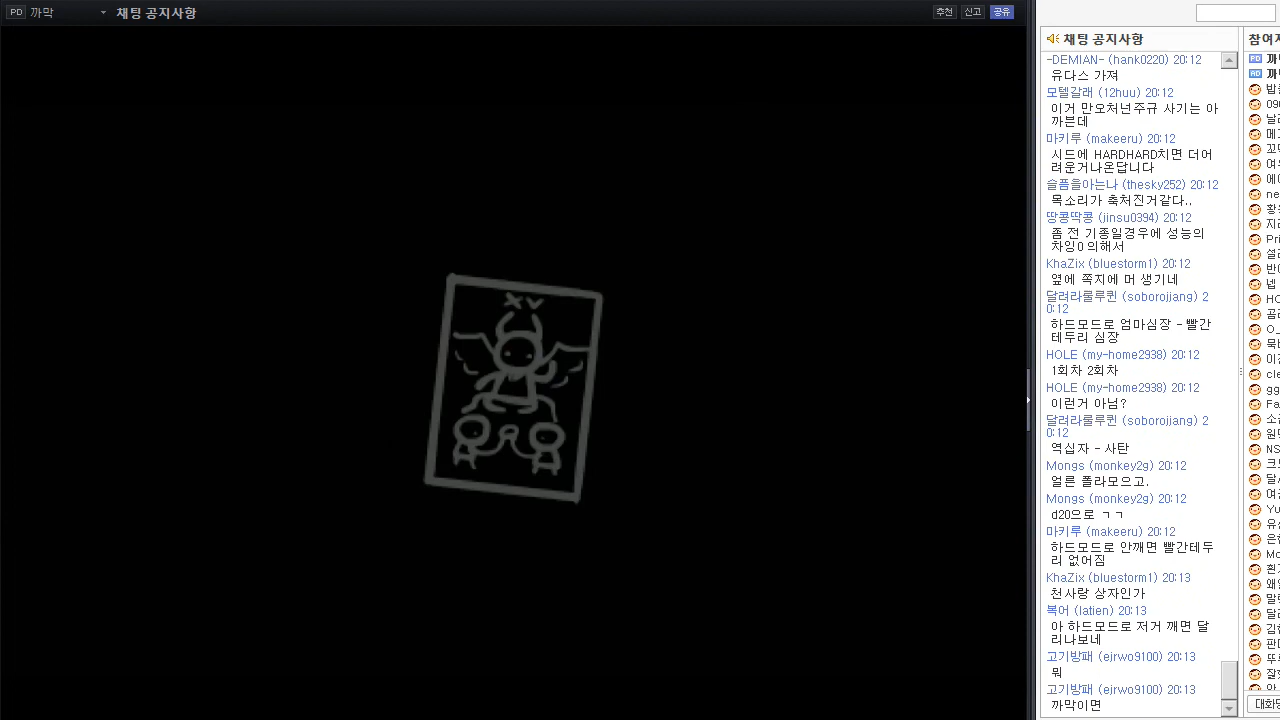 PD 까막 채팅 공지사항 추천 신고 공유
XV
채팅 공지사항
-DEMIAN- (hank0220) 20:12
유다스 가져
모텔갈래 (12huu) 20:12
이거 만오처넌주규 사기는 아
까븐데
마키루 (makeeru) 20:12
시드에 HARDHARD치면 더어
려운거나온답니다
슬픔을아는나 (thesky252) 20:12
목소리가 축처진거같다..
땅콩딱콩 (jinsu0394) 20:12
좀 전 기종일경우에 성능의
차잉0의해서
KhaZix (bluestorm1) 20:12
옆에 쪽지에 머 생기네
달려라룰루퀸 (soborojjang) 2
0:12
하드모드로 엄마심장 - 빨간
테두리 심장
HOLE (my-home2938) 20:12
1회차 2회차
HOLE (my-home2938) 20:12
이런거 아님?
달려라룰루퀸 (soborojjang) 2
0:12
역십자 - 사탄
Mongs (monkey2g) 20:12
얼른 폴라모으고.
Mongs (monkey2g) 20:12
d20으로 ㄱㄱ
마키루 (makeeru) 20:12
하드모드로 안깨면 빨간테두
리 없어짐
KhaZix (bluestorm1) 20:13
천사랑 상자인가
복어 (latien) 20:13
아 하드모드로 저거 깨면 달
리나보네
고기방패 (ejrwo9100) 20:13
뭐
고기방패 (ejrwo9100) 20:13
까막이면
PD
AD